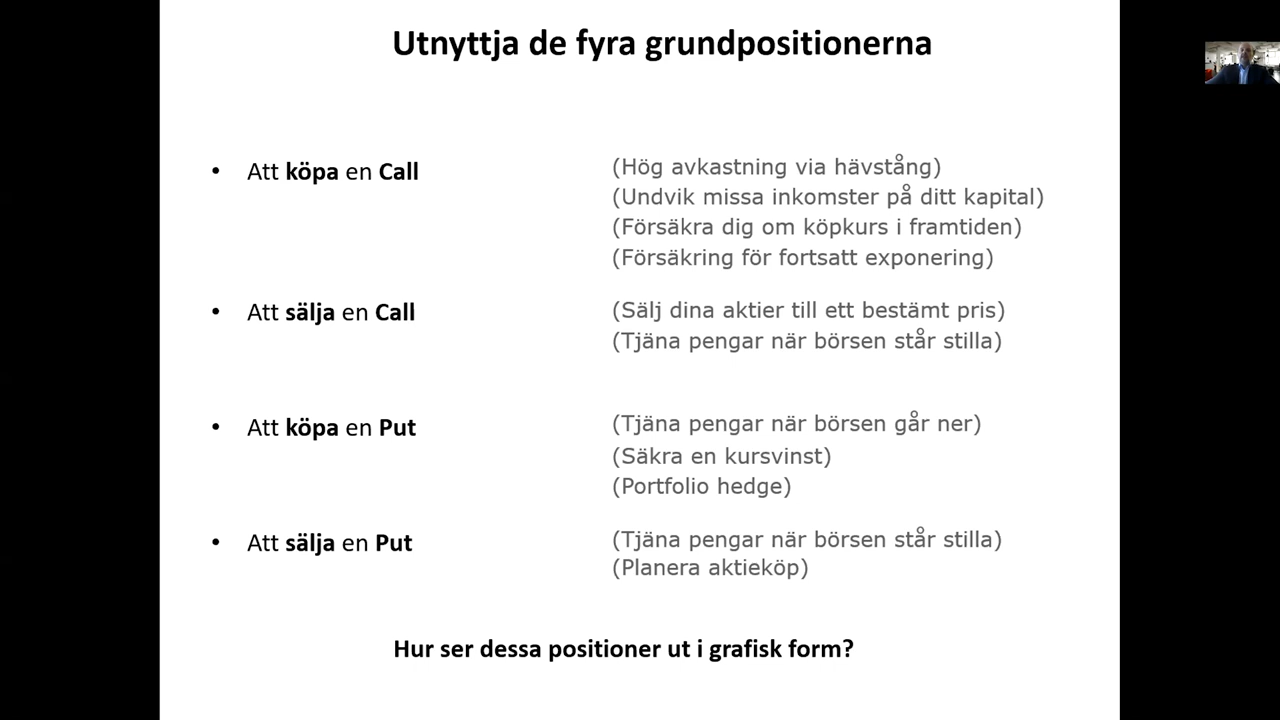 Utnyttja de fyra grundpositionerna
• Att köpa en Call
(Hög avkastning via hävstång)
(Undvik missa inkomster på ditt kapital)
(Försäkra dig om köpkurs i framtiden)
(Försäkring för fortsatt exponering)
• Att sälja en Call
(Sälj dina aktier till ett bestämt pris)
(Tjäna pengar när börsen står stilla)
• Att köpa en Put
(Tjäna pengar när börsen går ner)
(Säkra en kursvinst)
(Portfolio hedge)
• Att sälja en Put
(Tjäna pengar när börsen står stilla)
(Planera aktieköp)
Hur ser dessa positioner ut i grafisk form?